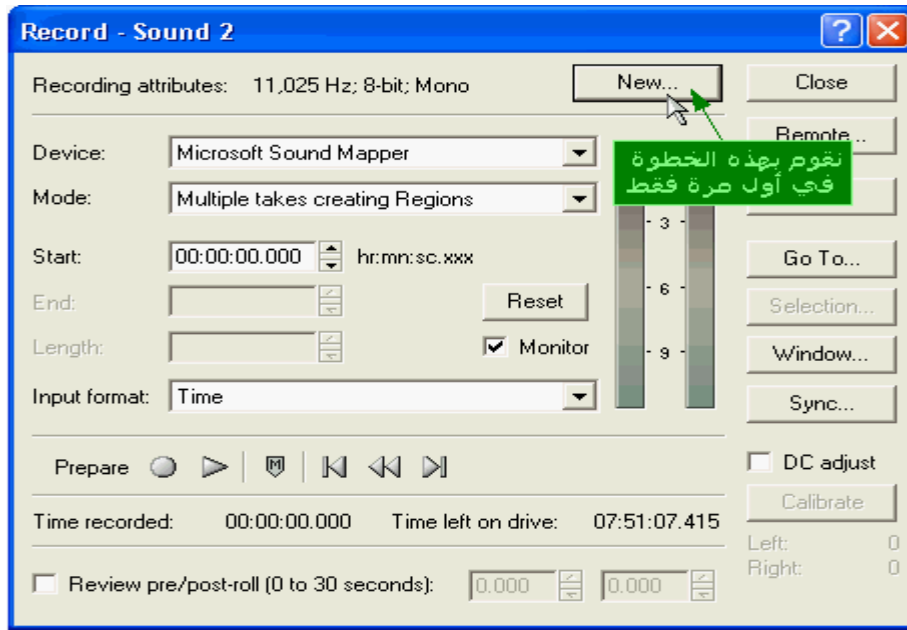 Record - Sound 2
Recording attributes: 11,025 Hz; 8-bit; Mono
New...
Close
Remote...
نقوم بهذه الخطوة
في أول مرة فقط
Device: Microsoft Sound Mapper
Mode: Multiple takes creating Regions
3
Start: 00:00:00.000 hr:mn:sc.xxx
Go To...
End:
Reset
6
Selection...
Length:
Monitor
9
Window...
Input format: Time
Sync...
Prepare
M
DC adjust
Calibrate
Time recorded: 00:00:00.000 Time left on drive: 07:51:07.415
Left: 0
Right: 0
Review pre/post-roll (0 to 30 seconds): 0.000 0.000